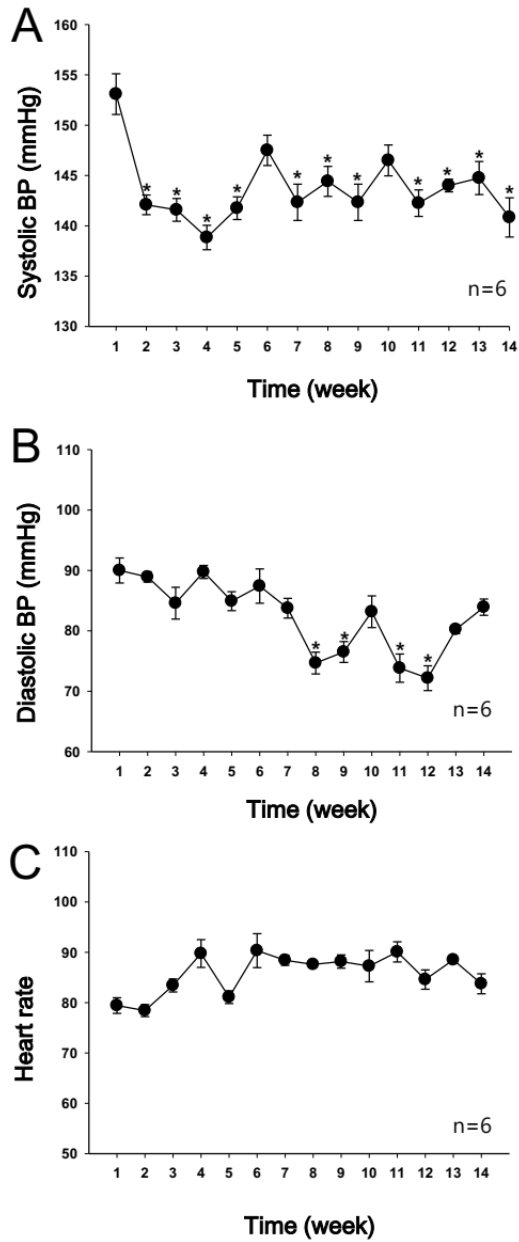 A
Systolic BP (mmHg)
160
155
150
145
140
135
130
* * * * * * * * * * *
n=6
1 2 3 4 5 6 7 8 9 10 11 12 13 14
Time (week)
B
Diastolic BP (mmHg)
110
100
90
80
70
60
* * * *
n=6
1 2 3 4 5 6 7 8 9 10 11 12 13 14
Time (week)
C
Heart rate
110
100
90
80
70
60
50
n=6
1 2 3 4 5 6 7 8 9 10 11 12 13 14
Time (week)